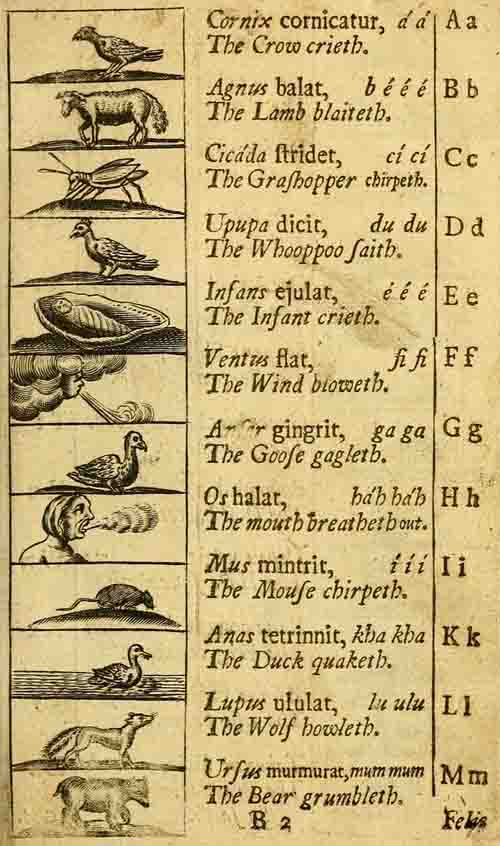 Cornix cornicatur, á á A a
The Crow crieth.
Agnus balat, b é é é B b
The Lamb blaiteth.
Cicáda ſtridet, cí cí C c
The Graſhopper chirpeth.
Upupa dicit, du du D d
The Whooppoo ſaith.
Infans ejulat, é é é E e
The Infant crieth.
Ventus flat, fi fi F f
The Wind bloweth.
gingrit, ga ga G g
The Gooſe gagleth.
Os halat, háh háh H h
The mouth breatheth out.
Mus mintrit, í í í I i
The Mouſe chirpeth.
Anas tetrinnit, kha kha K k
The Duck quaketh.
Lupus ululat, lu ulu L l
The Wolf howleth.
Urſus murmurat, mum mum M m
The Bear grumbleth.
B 2 Felis